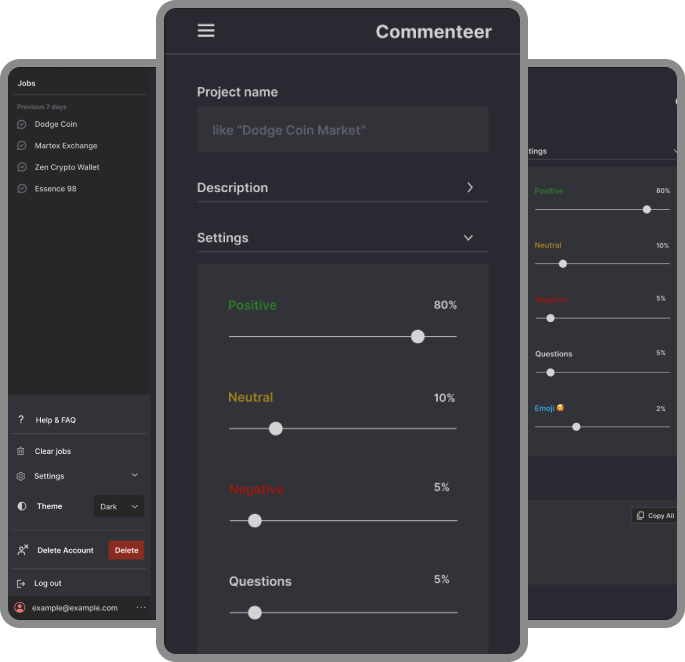 Jobs
Previous 7 days
Dodge Coin
Martex Exchange
Zen Crypto Wallet
Essence 98
? Help & FAQ
Clear jobs
Settings
Theme Dark
Delete Account Delete
Log out
example@example.com ...
Commenteer
Project name
like “Dodge Coin Market”
Description
Settings
Positive 80%
Neutral 10%
Negative 5%
Questions 5%
tings
Positive 80%
Neutral 10%
Negative 5%
Questions 5%
Emoji 🥰 2%
Copy All